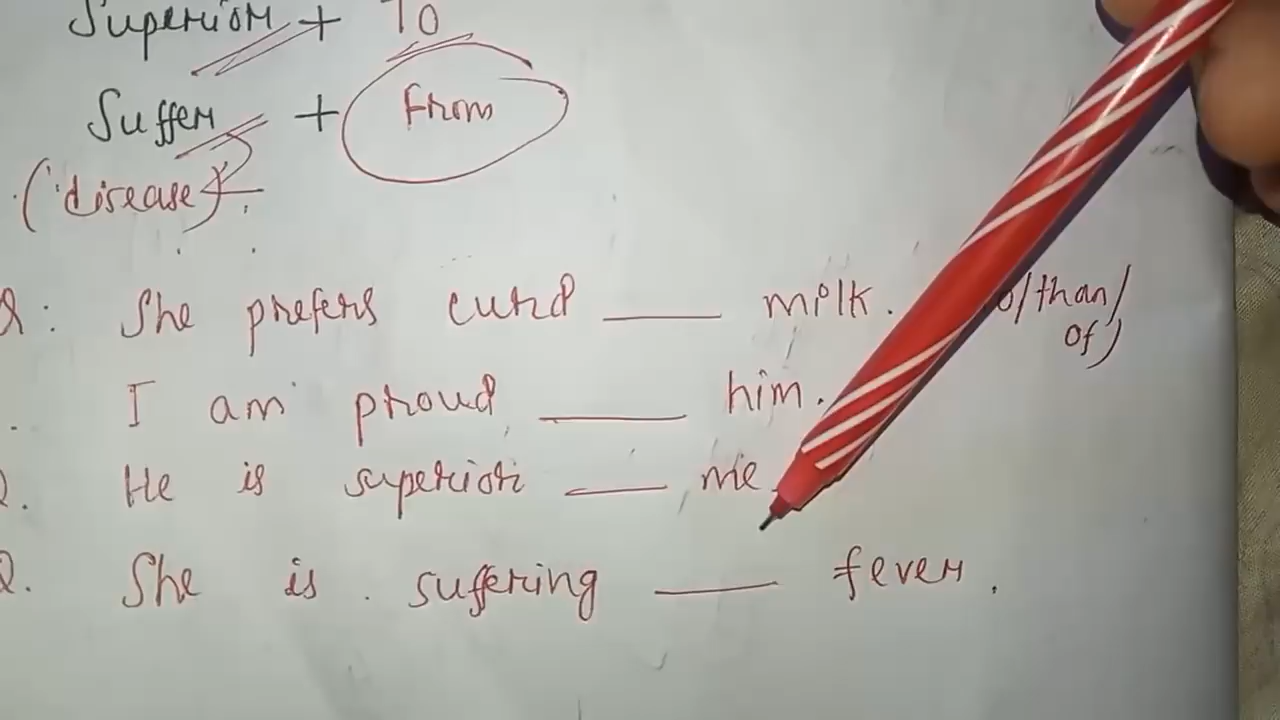 Superior + To
Suffer + From
(disease)
Q: She prefers curd ____ milk. o/than/
of)
. I am proud ____ him.
Q. He is superior ____ me.
Q. She is suffering ____ fever.